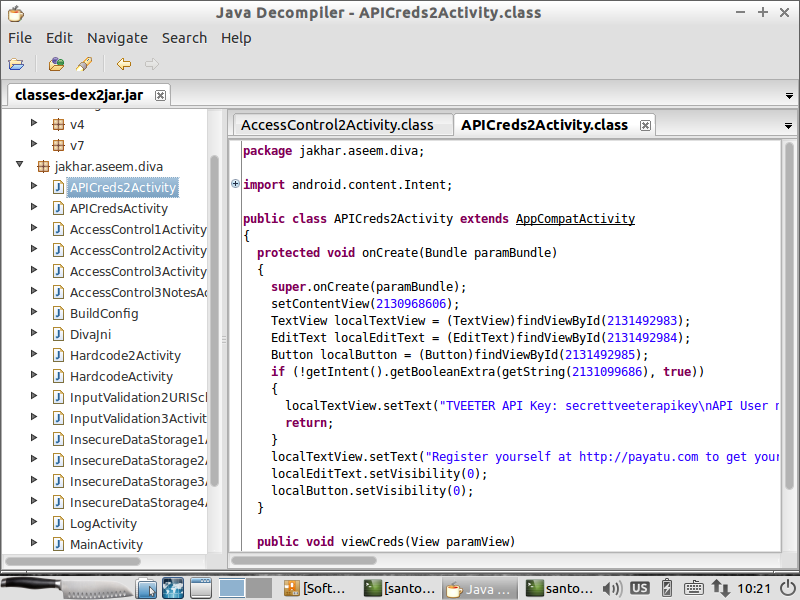 Java Decompiler - APICreds2Activity.class
File Edit Navigate Search Help
classes-dex2jar.jar
v4
v7
jakhar.aseem.diva
APICreds2Activity
APICredsActivity
AccessControl1Activity
AccessControl2Activity
AccessControl3Activity
AccessControl3NotesAc
BuildConfig
DivaJni
Hardcode2Activity
HardcodeActivity
InputValidation2URISc
InputValidation3Activit
InsecureDataStorage1
InsecureDataStorage2
InsecureDataStorage3
InsecureDataStorage4
LogActivity
MainActivity
AccessControl2Activity.class APICreds2Activity.class
package jakhar.aseem.diva;
import android.content.Intent;
public class APICreds2Activity extends AppCompatActivity
{
protected void onCreate(Bundle paramBundle)
{
super.onCreate(paramBundle);
setContentView(2130968606);
TextView localTextView = (TextView)findViewById(2131492983);
EditText localEditText = (EditText)findViewById(2131492984);
Button localButton = (Button)findViewById(2131492985);
if (!getIntent().getBooleanExtra(getString(2131099686), true))
{
localTextView.setText("TVEETER API Key: secrettveeterapikey\nAPI User n
return;
}
localTextView.setText("Register yourself at http://payatu.com to get your
localEditText.setVisibility(0);
localButton.setVisibility(0);
}
public void viewCreds(View paramView)
[Soft... [santo... Java ... santo... US 10:21